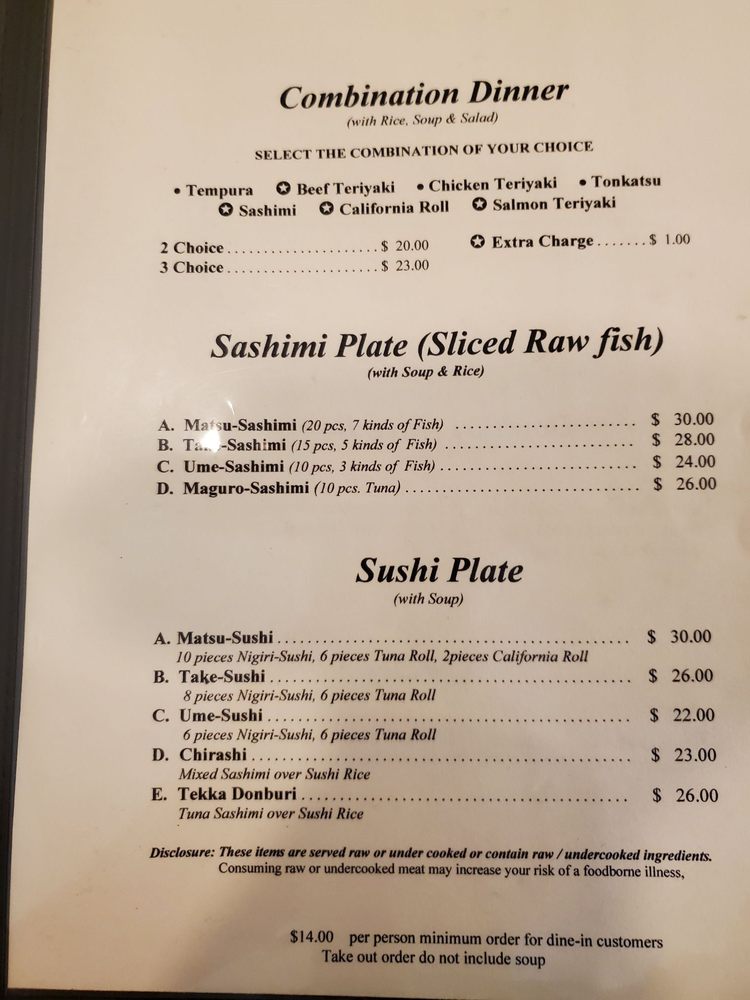 Combination Dinner
(with Rice, Soup & Salad)
SELECT THE COMBINATION OF YOUR CHOICE
• Tempura ✪ Beef Teriyaki • Chicken Teriyaki • Tonkatsu
✪ Sashimi ✪ California Roll ✪ Salmon Teriyaki
2 Choice.....................$ 20.00 ✪ Extra Charge.......$ 1.00
3 Choice.....................$ 23.00
Sashimi Plate (Sliced Raw fish)
(with Soup & Rice)
A. Matsu-Sashimi (20 pcs, 7 kinds of Fish) ......................... $ 30.00
B. -Sashimi (15 pcs, 5 kinds of Fish) .......................... $ 28.00
C. Ume-Sashimi (10 pcs, 3 kinds of Fish) ........................... $ 24.00
D. Maguro-Sashimi (10 pcs. Tuna) ................................ $ 26.00
Sushi Plate
(with Soup)
A. Matsu-Sushi ................................................ $ 30.00
10 pieces Nigiri-Sushi, 6 pieces Tuna Roll, 2pieces California Roll
B. Take-Sushi ................................................. $ 26.00
8 pieces Nigiri-Sushi, 6 pieces Tuna Roll
C. Ume-Sushi ................................................. $ 22.00
6 pieces Nigiri-Sushi, 6 pieces Tuna Roll
D. Chirashi .................................................... $ 23.00
Mixed Sashimi over Sushi Rice
E. Tekka Donburi ............................................. $ 26.00
Tuna Sashimi over Sushi Rice
Disclosure: These items are served raw or under cooked or contain raw / undercooked ingredients.
Consuming raw or undercooked meat may increase your risk of a foodborne illness,
$14.00 per person minimum order for dine-in customers
Take out order do not include soup